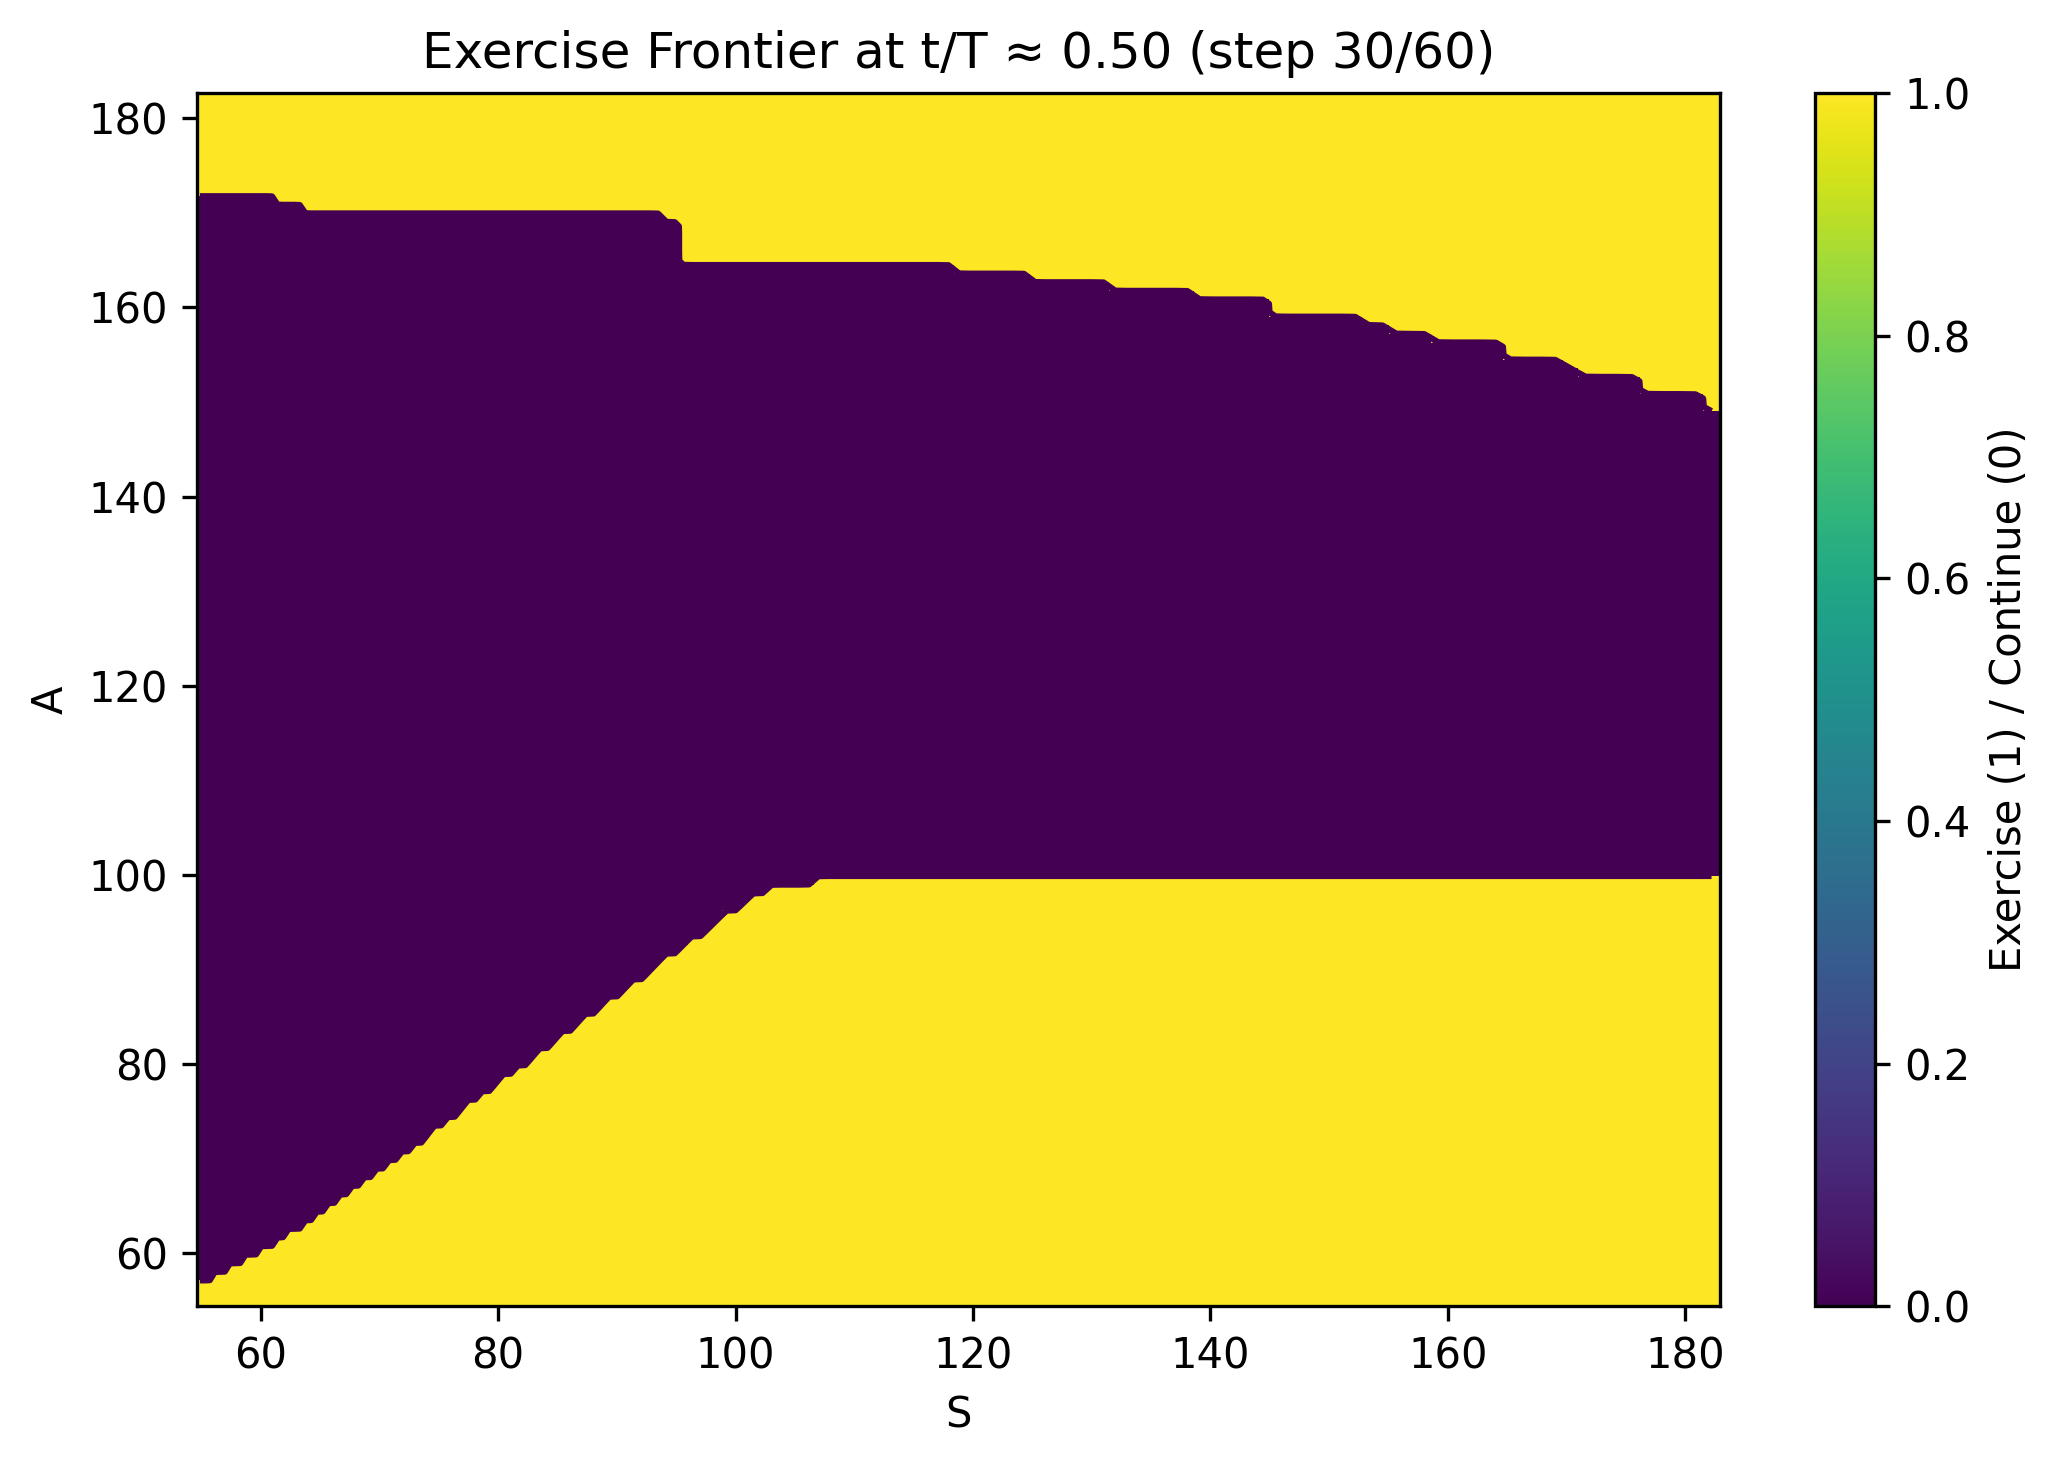 Exercise Frontier at t/T ≈ 0.50 (step 30/60)
180
160
140
120
100
80
60
A
60 80 100 120 140 160 180
S
1.0
0.8
0.6
0.4
0.2
0.0
Exercise (1) / Continue (0)